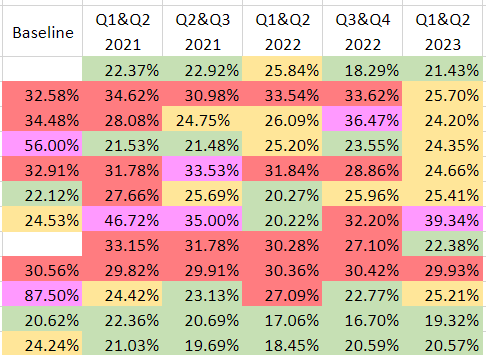 Baseline Q1&Q2 2021 Q2&Q3 2021 Q1&Q2 2022 Q3&Q4 2022 Q1&Q2 2023
22.37% 22.92% 25.84% 18.29% 21.43%
32.58% 34.62% 30.98% 33.54% 33.62% 25.70%
34.48% 28.08% 24.75% 26.09% 36.47% 24.20%
56.00% 21.53% 21.48% 25.20% 23.55% 24.35%
32.91% 31.78% 33.53% 31.84% 28.86% 24.66%
22.12% 27.66% 25.69% 20.27% 25.96% 25.41%
24.53% 46.72% 35.00% 20.22% 32.20% 39.34%
33.15% 31.78% 30.28% 27.10% 22.38%
30.56% 29.82% 29.91% 30.36% 30.42% 29.93%
87.50% 24.42% 23.13% 27.09% 22.77% 25.21%
20.62% 22.36% 20.69% 17.06% 16.70% 19.32%
24.24% 21.03% 19.69% 18.45% 20.59% 20.57%